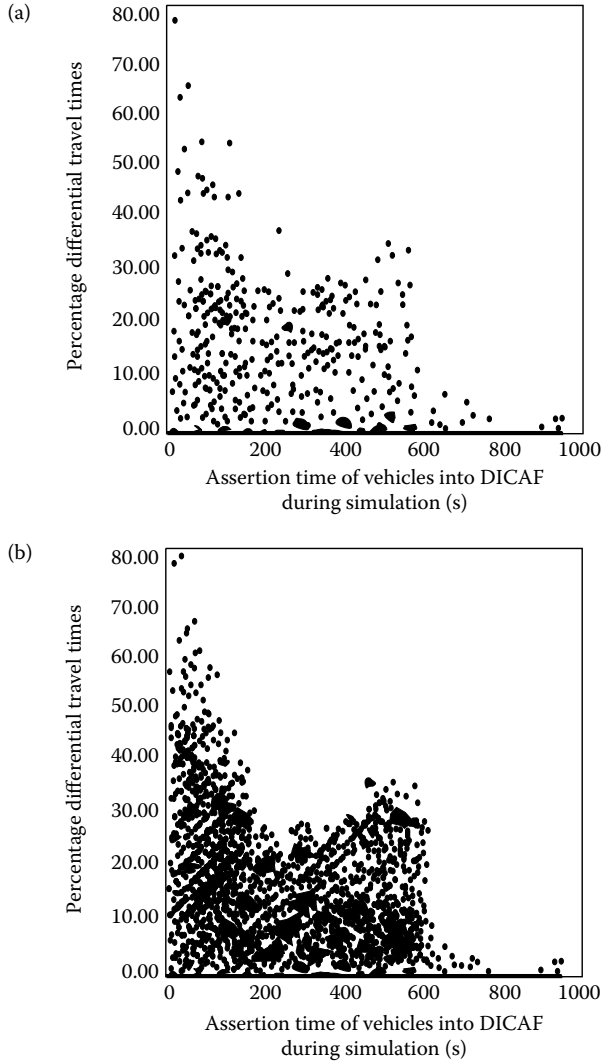 (a)
Percentage differential travel times
80.00
70.00
60.00
50.00
40.00
30.00
20.00
10.00
0.00
0 200 400 600 800 1000
Assertion time of vehicles into DICAF
during simulation (s)
(b)
Percentage differential travel times
80.00
70.00
60.00
50.00
40.00
30.00
20.00
10.00
0.00
0 200 400 600 800 1000
Assertion time of vehicles into DICAF
during simulation (s)